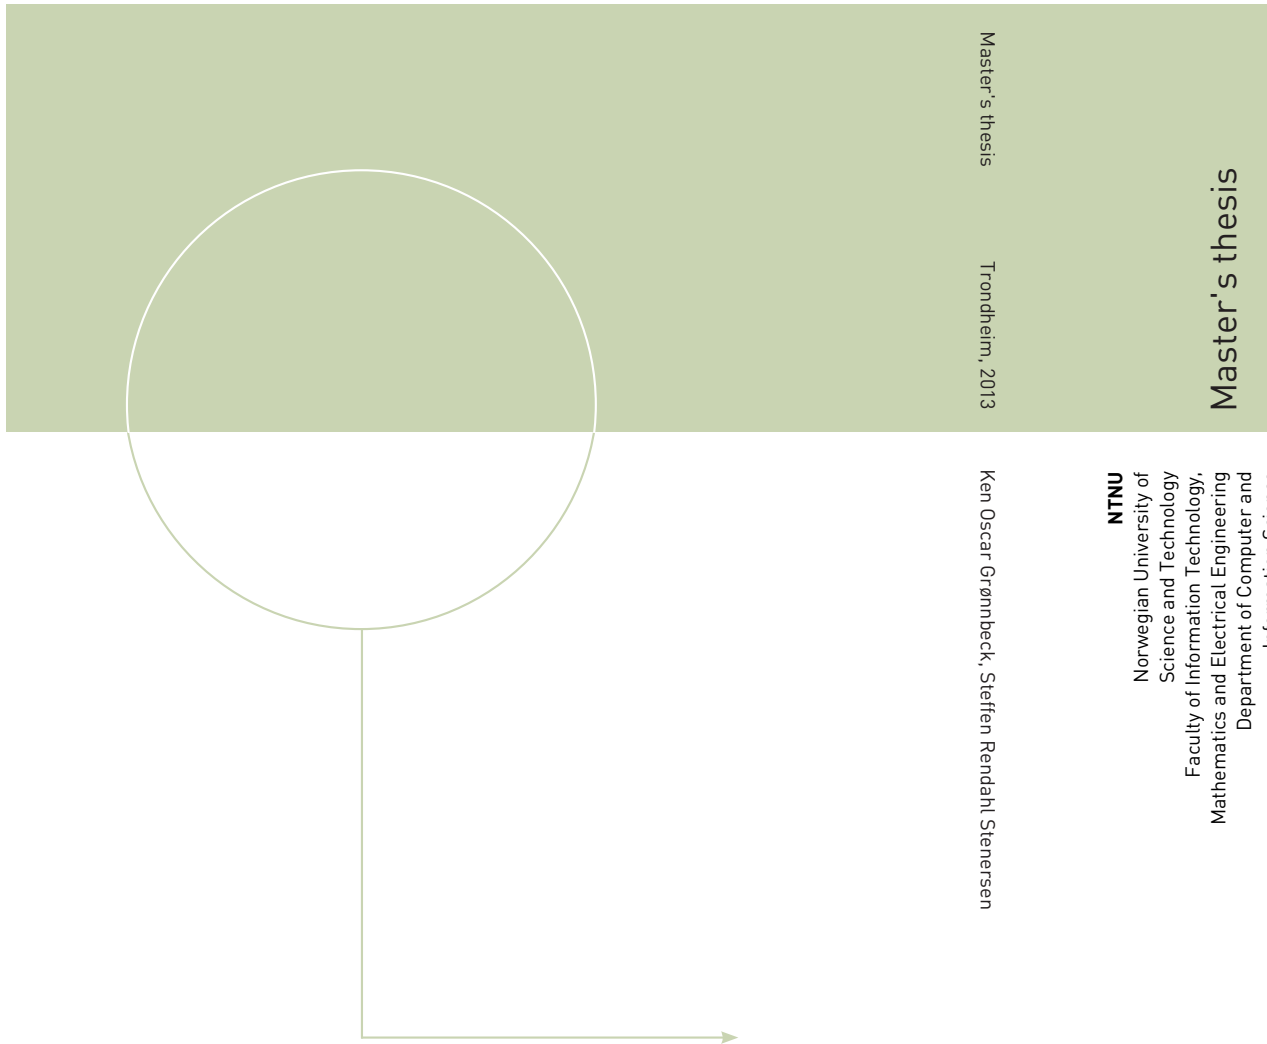 Master's thesis
Trondheim, 2013
Ken Oscar Grønnbeck, Steffen Rendahl Stenersen
Master's thesis
NTNU
Norwegian University of
Science and Technology
Faculty of Information Technology,
Mathematics and Electrical Engineering
Department of Computer and